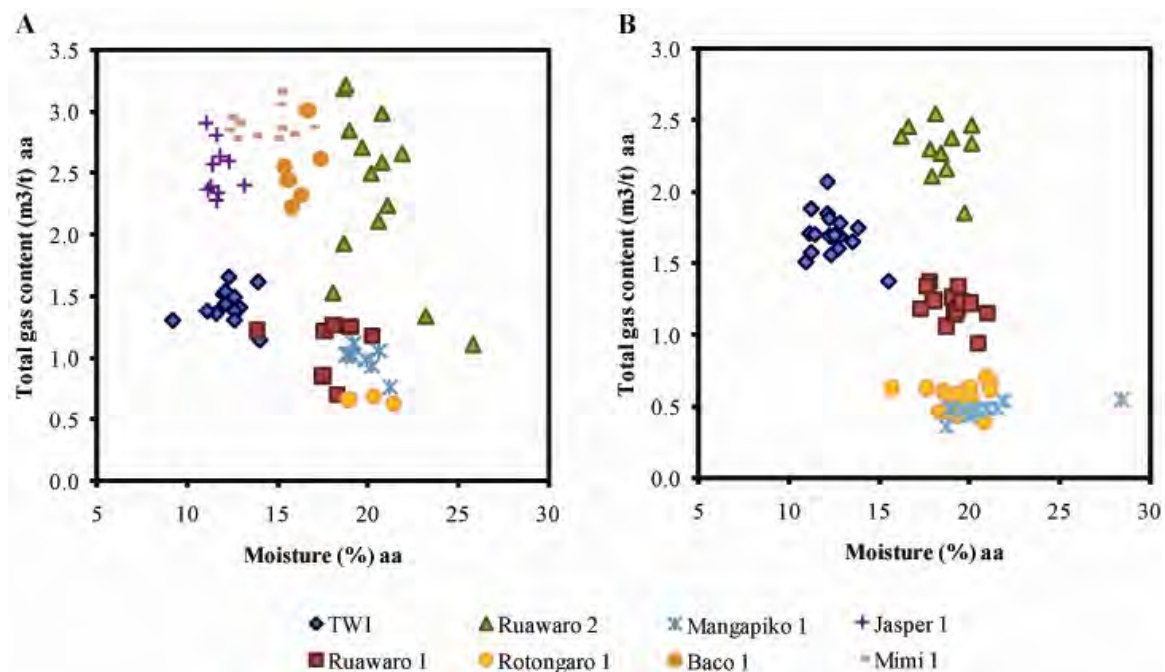 A
Total gas content (m3/t) aa
3.5
3.0
2.5
2.0
1.5
1.0
0.5
0.0
5 10 15 20 25 30
Moisture (%) aa
B
Total gas content (m3/t) aa
3.0
2.5
2.0
1.5
1.0
0.5
0.0
5 10 15 20 25 30
Moisture (%) aa
TW1 Ruawaro 2 Mangapiko 1 Jasper 1
Ruawaro 1 Rotongaro 1 Baco 1 Mimi 1